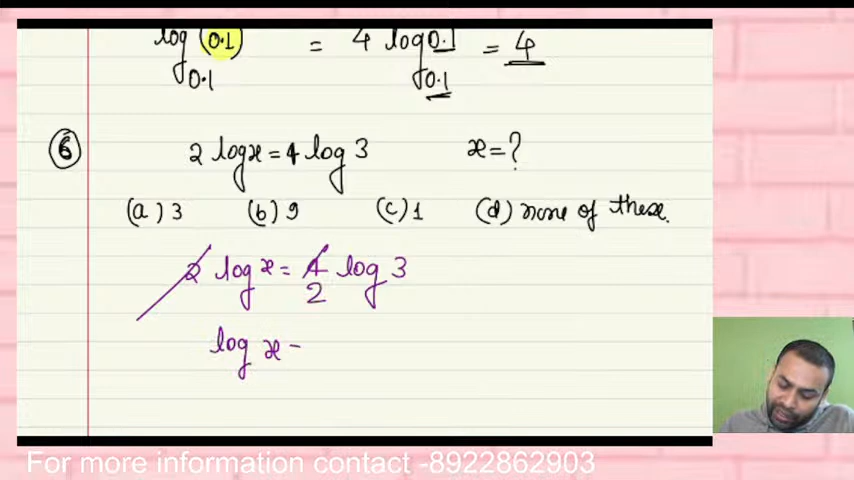 log (0.1) 0.1 = 4 log 0.1 0.1 = 4
6 2 log x = 4 log 3 x = ?
(a) 3 (b) 9 (c) 1 (d) none of these.
2 log x = 4 log 3
2
log x =
For more information contact -8922862903